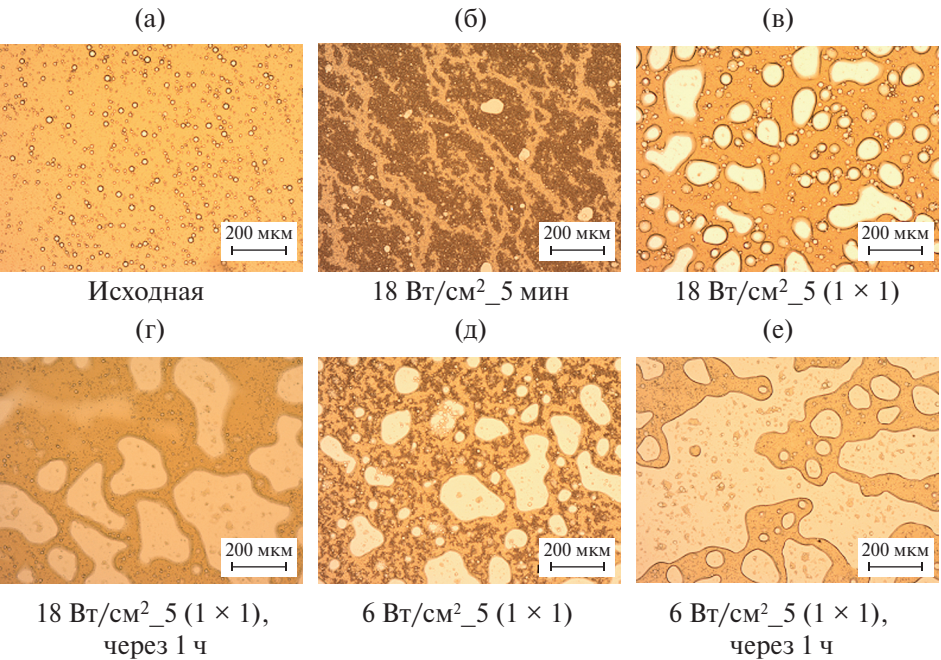 (а) (б) (в)
200 мкм 200 мкм 200 мкм
Исходная 18 Вт/см²_5 мин 18 Вт/см²_5 (1 × 1)
(г) (д) (е)
200 мкм 200 мкм 200 мкм
18 Вт/см²_5 (1 × 1), 6 Вт/см²_5 (1 × 1) 6 Вт/см²_5 (1 × 1),
через 1 ч через 1 ч